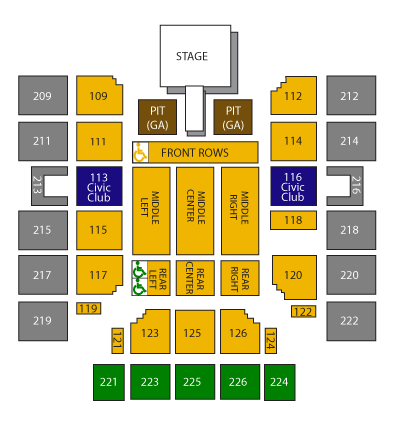 STAGE
209
109
112
212
PIT
(GA)
PIT
(GA)
211
111
114
214
FRONT ROWS
213
113
Civic
Club
MIDDLE
LEFT
MIDDLE
CENTER
MIDDLE
RIGHT
116
Civic
Club
216
215
115
118
218
217
117
REAR
LEFT
REAR
CENTER
REAR
RIGHT
120
220
219
119
122
222
121
123
125
126
124
221
223
225
226
224